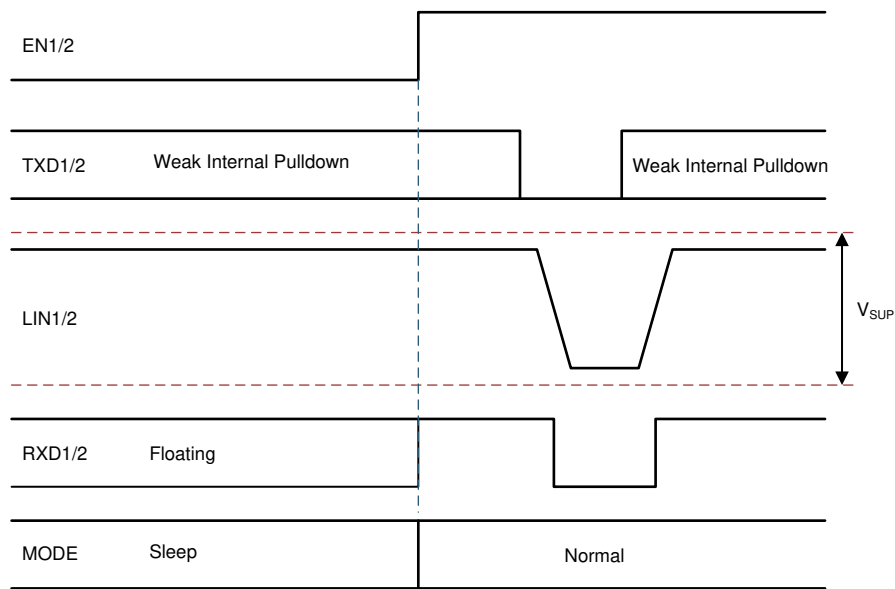 EN1/2
TXD1/2 Weak Internal Pulldown Weak Internal Pulldown
LIN1/2 VSUP
RXD1/2 Floating
MODE Sleep Normal